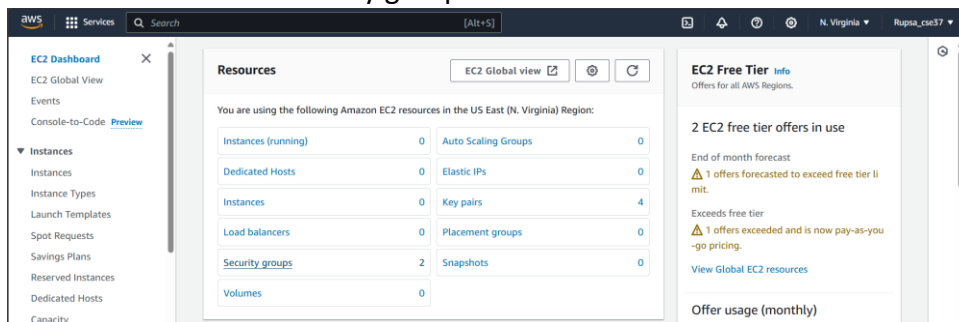 aws Services Search [Alt+S] N. Virginia Rupsa_cse37
EC2 Dashboard
EC2 Global View
Events
Console-to-Code Preview
Instances
Instances
Instance Types
Launch Templates
Spot Requests
Savings Plans
Reserved Instances
Dedicated Hosts
Capacity
Resources
EC2 Global view
You are using the following Amazon EC2 resources in the US East (N. Virginia) Region:
Instances (running) 0 Auto Scaling Groups 0
Dedicated Hosts 0 Elastic IPs 0
Instances 0 Key pairs 4
Load balancers 0 Placement groups 0
Security groups 2 Snapshots 0
Volumes 0
EC2 Free Tier Info
Offers for all AWS Regions.
2 EC2 free tier offers in use
End of month forecast
1 offers forecasted to exceed free tier li
mit.
Exceeds free tier
1 offers exceeded and is now pay-as-you
-go pricing.
View Global EC2 resources
Offer usage (monthly)